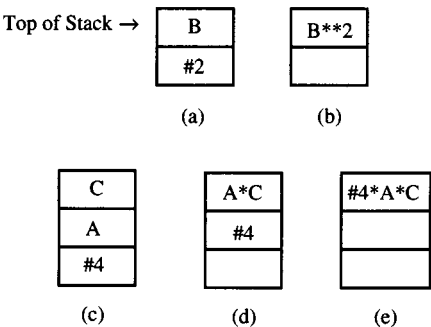 Top of Stack → B B**2
#2
(a) (b)
C A*C #4*A*C
A #4
#4
(c) (d) (e)